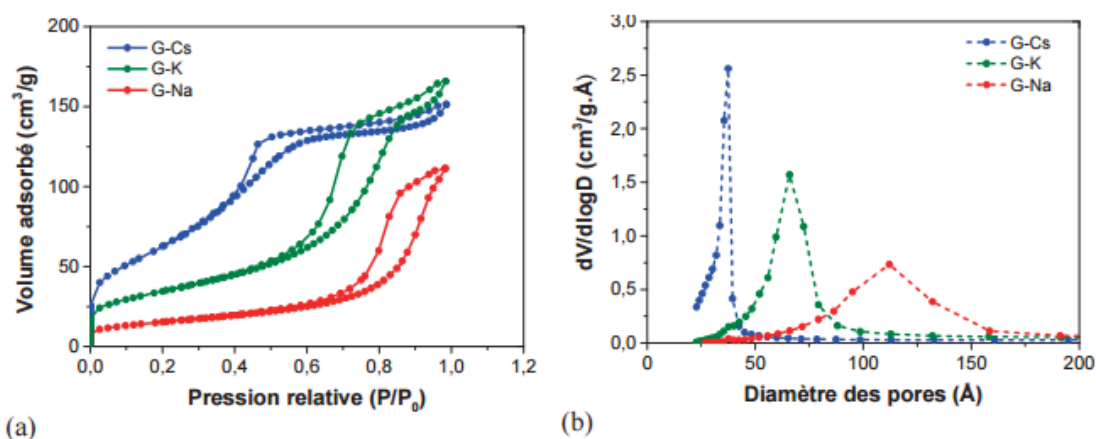 200
150
100
50
0
0,0 0,2 0,4 0,6 0,8 1,0 1,2
Volume adsorbé (cm³/g)
Pression relative (P/P₀)
G-Cs
G-K
G-Na
(a)
3,0
2,5
2,0
1,5
1,0
0,5
0,0
0 50 100 150 200
dV/dlogD (cm³/g.Å)
Diamètre des pores (Å)
G-Cs
G-K
G-Na
(b)